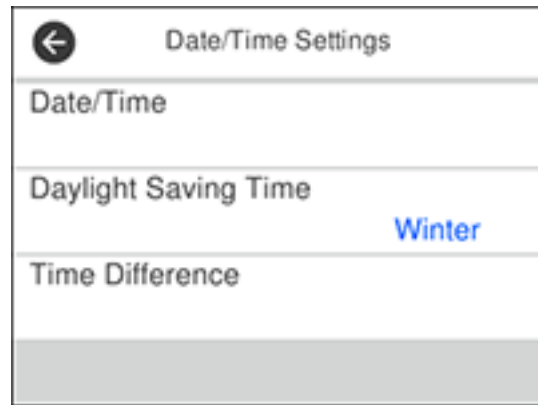 Date/Time Settings
Date/Time
Daylight Saving Time
Winter
Time Difference